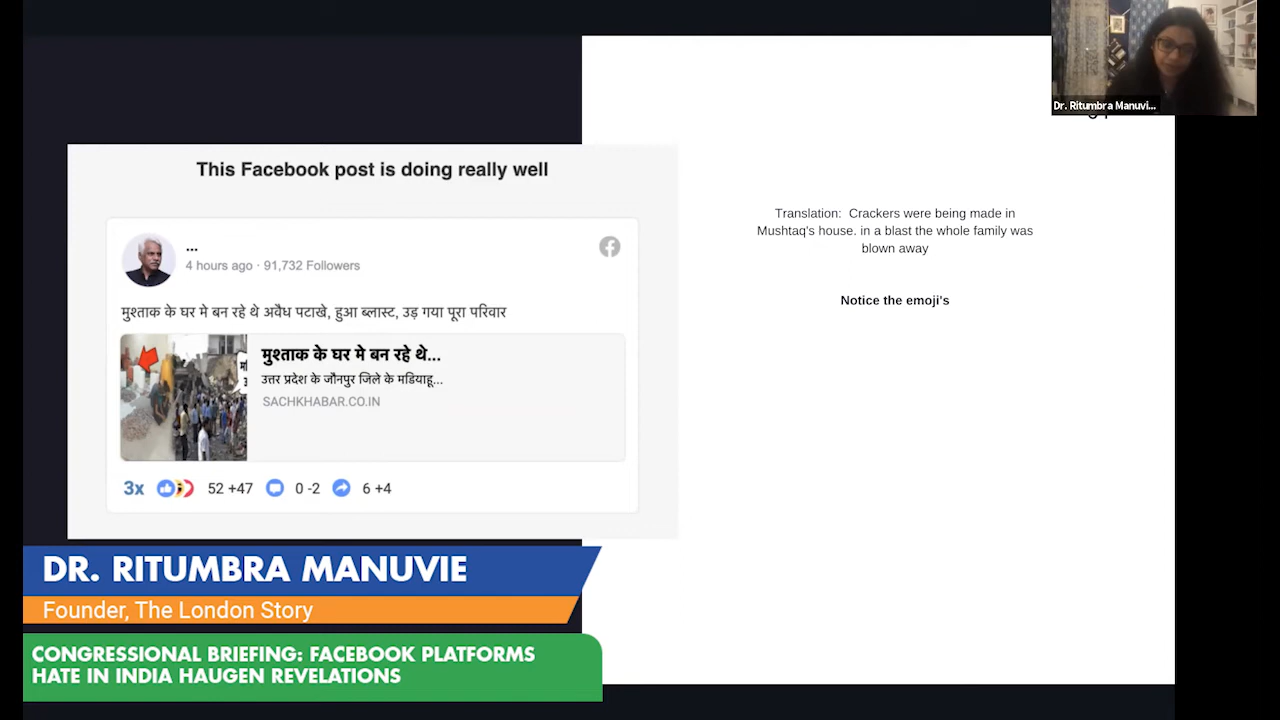 Dr. Ritumbra Manuvi...
This Facebook post is doing really well
...
4 hours ago · 91,732 Followers
मुश्ताक के घर मे बन रहे थे अवैध पटाखे, हुआ ब्लास्ट, उड़ गया पूरा परिवार
मुश्ताक के घर मे बन रहे थे...
उत्तर प्रदेश के जौनपुर जिले के मडियाहू...
SACHKHABAR.CO.IN
3x 52 +47 0 -2 6 +4
Translation: Crackers were being made in
Mushtaq's house. in a blast the whole family was
blown away
Notice the emoji's
DR. RITUMBRA MANUVIE
Founder, The London Story
CONGRESSIONAL BRIEFING: FACEBOOK PLATFORMS
HATE IN INDIA HAUGEN REVELATIONS